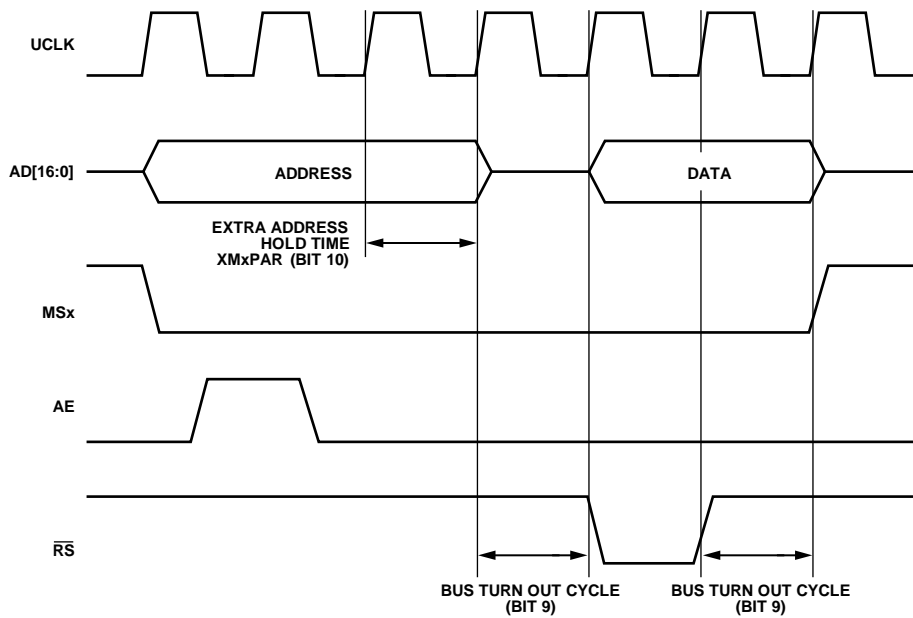 UCLK
AD[16:0]
ADDRESS
DATA
EXTRA ADDRESS
HOLD TIME
XMxPAR (BIT 10)
MSx
AE
RS
BUS TURN OUT CYCLE
(BIT 9)
BUS TURN OUT CYCLE
(BIT 9)